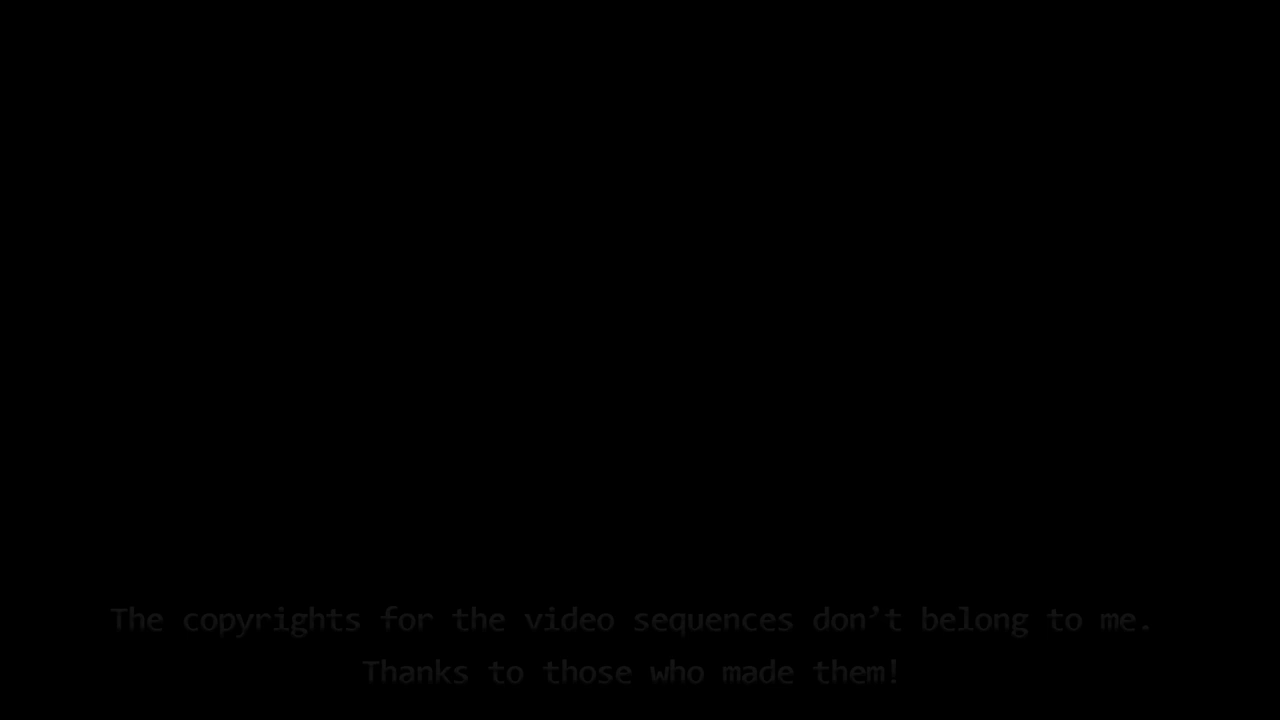 The copyrights for the video sequences don’t belong to me.
Thanks to those who made them!